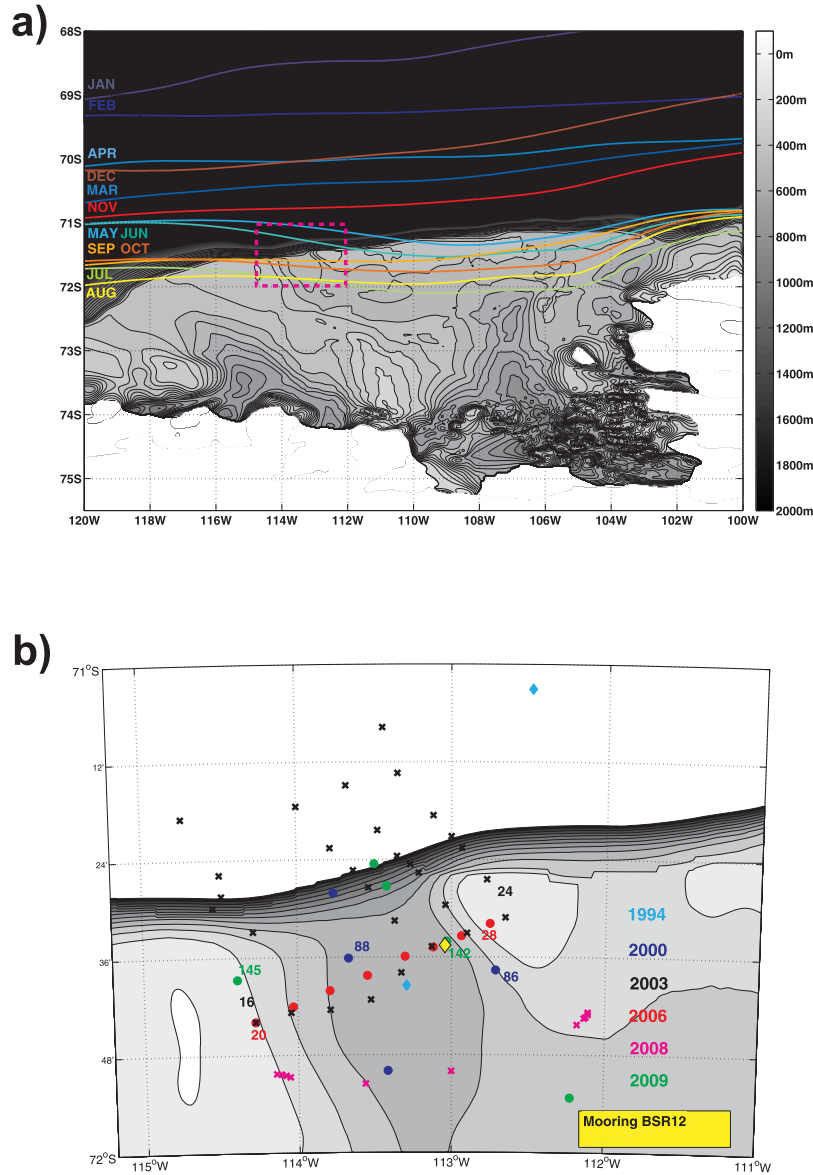 a)
68S
69S
70S
71S
72S
73S
74S
75S
JAN
FEB
APR
DEC
MAR
NOV
MAY JUN
SEP OCT
JUL
AUG
120W 118W 116W 114W 112W 110W 108W 106W 104W 102W 100W
0m
200m
400m
600m
800m
1000m
1200m
1400m
1600m
1800m
2000m
b)
71°S
12'
24'
36'
48'
72°S
24
28
88
142
86
145
16
20
1994
2000
2003
2006
2008
2009
Mooring BSR12
115°W 114°W 113°W 112°W 111°W